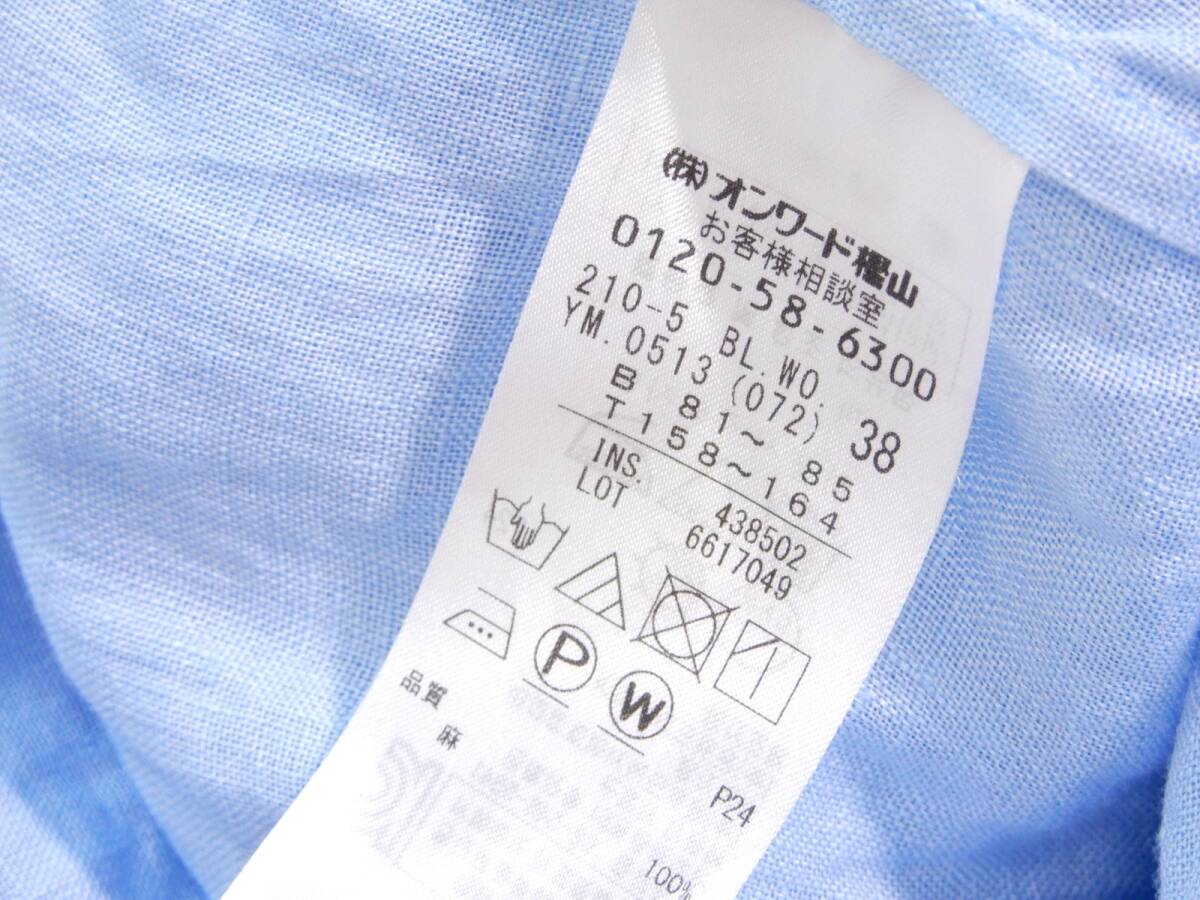 (株)オンワード樫山
お客様相談室
0120-58-6300
210-5 BL.WO.
YM.0513(072) 38
B 81～ 85
T158～164
INS. 438502
LOT 6617049
P
W
P24
品質
麻 100%